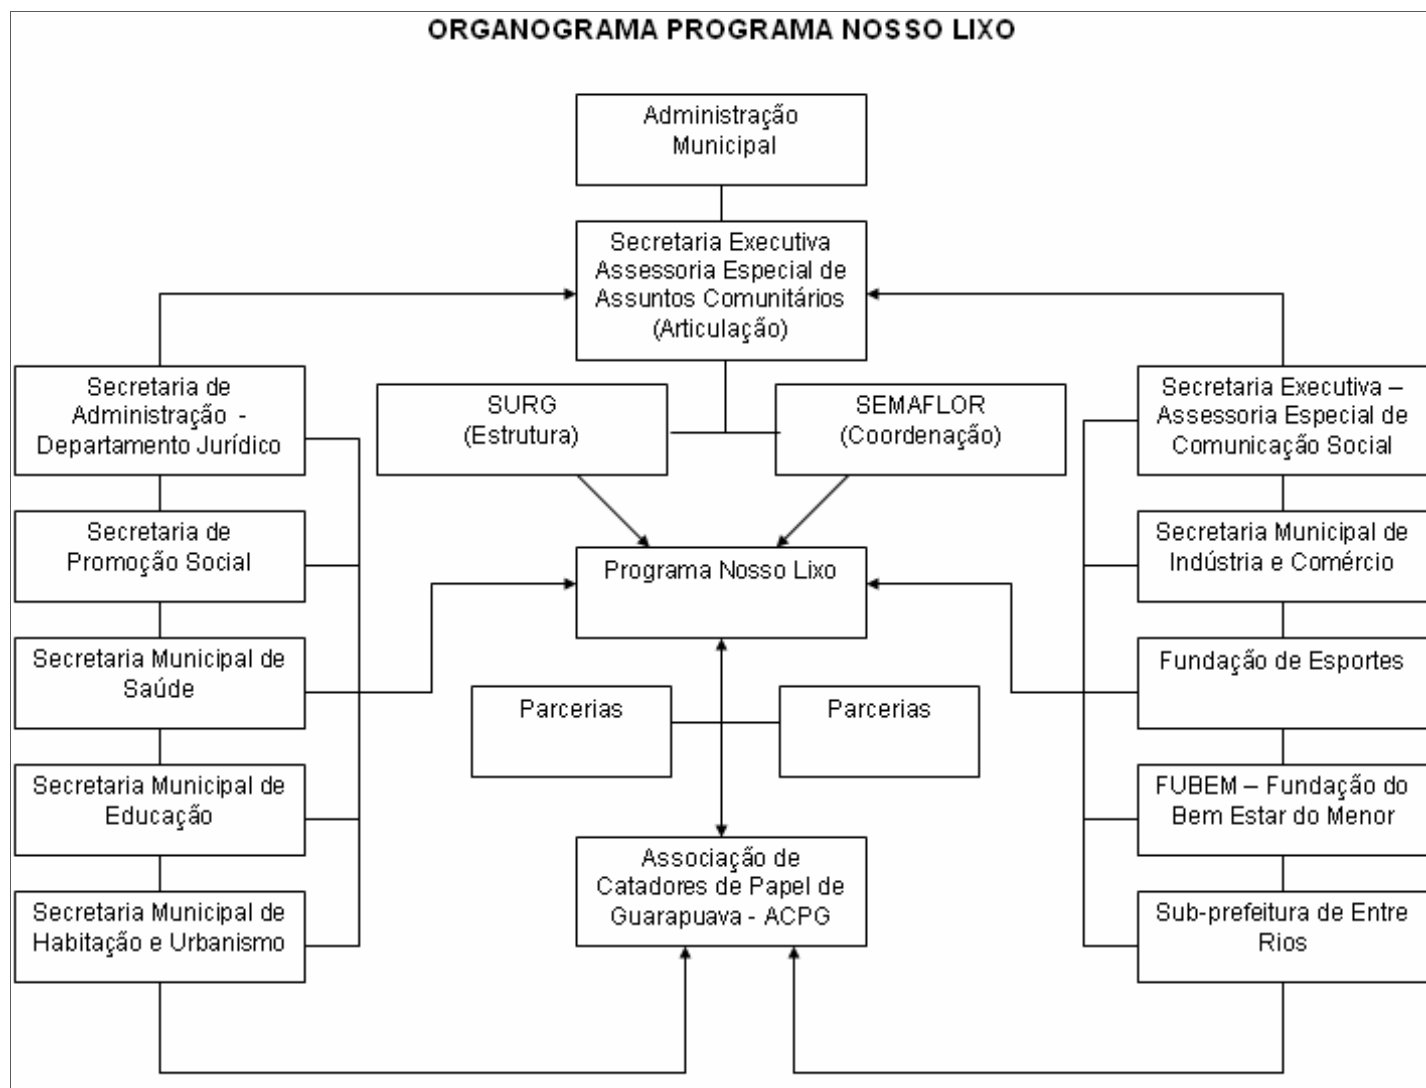 ORGANOGRAMA PROGRAMA NOSSO LIXO
Administração
Municipal
Secretaria Executiva
Assessoria Especial de
Assuntos Comunitários
(Articulação)
Secretaria de
Administração -
Departamento Jurídico
SURG
(Estrutura)
SEMAFLOR
(Coordenação)
Secretaria Executiva –
Assessoria Especial de
Comunicação Social
Secretaria de
Promoção Social
Programa Nosso Lixo
Secretaria Municipal de
Indústria e Comércio
Secretaria Municipal de
Saúde
Parcerias
Parcerias
Fundação de Esportes
Secretaria Municipal de
Educação
FUBEM – Fundação do
Bem Estar do Menor
Associação de
Catadores de Papel de
Guarapuava - ACPG
Secretaria Municipal de
Habitação e Urbanismo
Sub-prefeitura de Entre
Rios